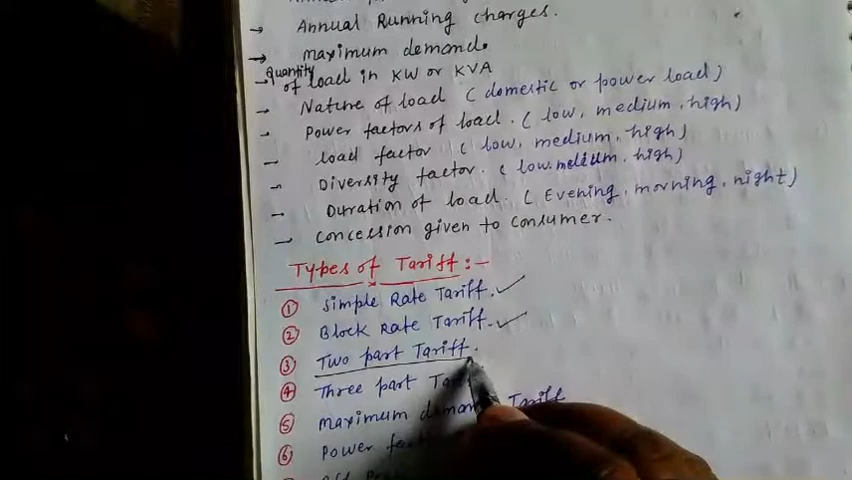 → Annual Running charges.
→ maximum demand.
→ quantity of load in KW or KVA
→ Nature of load (domestic or power load)
→ Power factors of load. (low, medium, high)
→ load factor (low, medium, high)
→ Diversity factor. (low. medium. high)
→ Duration of load. (Evening, morning, night)
→ Concession given to consumer.
Types of Tariff :-
① Simple Rate Tariff.
② Block Rate Tariff.
③ Two part Tariff.
④ Three part
⑤ maximum demand Tariff
⑥ Power